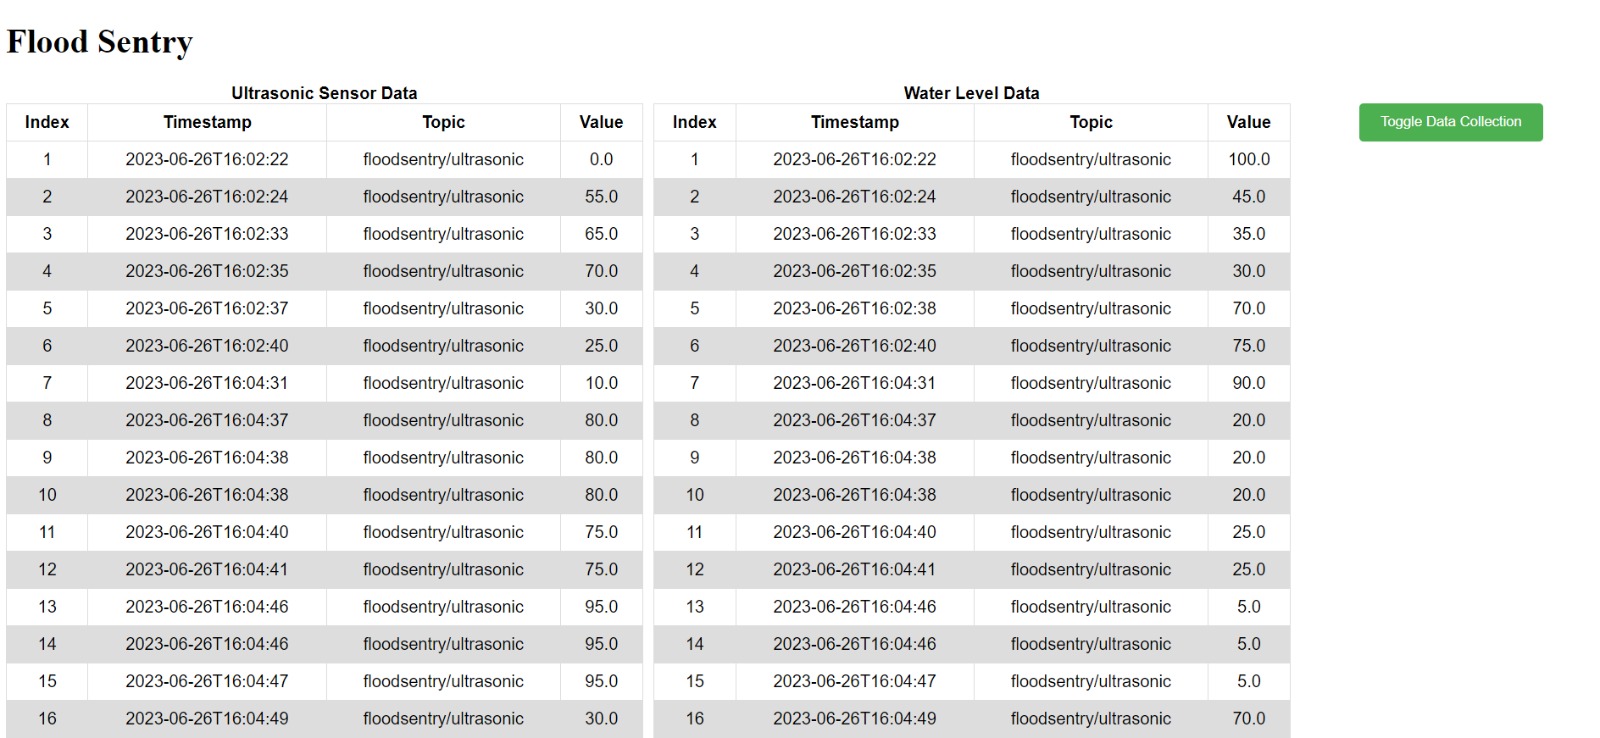 Flood Sentry
Ultrasonic Sensor Data Water Level Data
Index Timestamp Topic Value Index Timestamp Topic Value Toggle Data Collection
1 2023-06-26T16:02:22 floodsentry/ultrasonic 0.0 1 2023-06-26T16:02:22 floodsentry/ultrasonic 100.0
2 2023-06-26T16:02:24 floodsentry/ultrasonic 55.0 2 2023-06-26T16:02:24 floodsentry/ultrasonic 45.0
3 2023-06-26T16:02:33 floodsentry/ultrasonic 65.0 3 2023-06-26T16:02:33 floodsentry/ultrasonic 35.0
4 2023-06-26T16:02:35 floodsentry/ultrasonic 70.0 4 2023-06-26T16:02:35 floodsentry/ultrasonic 30.0
5 2023-06-26T16:02:37 floodsentry/ultrasonic 30.0 5 2023-06-26T16:02:38 floodsentry/ultrasonic 70.0
6 2023-06-26T16:02:40 floodsentry/ultrasonic 25.0 6 2023-06-26T16:02:40 floodsentry/ultrasonic 75.0
7 2023-06-26T16:04:31 floodsentry/ultrasonic 10.0 7 2023-06-26T16:04:31 floodsentry/ultrasonic 90.0
8 2023-06-26T16:04:37 floodsentry/ultrasonic 80.0 8 2023-06-26T16:04:37 floodsentry/ultrasonic 20.0
9 2023-06-26T16:04:38 floodsentry/ultrasonic 80.0 9 2023-06-26T16:04:38 floodsentry/ultrasonic 20.0
10 2023-06-26T16:04:38 floodsentry/ultrasonic 80.0 10 2023-06-26T16:04:38 floodsentry/ultrasonic 20.0
11 2023-06-26T16:04:40 floodsentry/ultrasonic 75.0 11 2023-06-26T16:04:40 floodsentry/ultrasonic 25.0
12 2023-06-26T16:04:41 floodsentry/ultrasonic 75.0 12 2023-06-26T16:04:41 floodsentry/ultrasonic 25.0
13 2023-06-26T16:04:46 floodsentry/ultrasonic 95.0 13 2023-06-26T16:04:46 floodsentry/ultrasonic 5.0
14 2023-06-26T16:04:46 floodsentry/ultrasonic 95.0 14 2023-06-26T16:04:46 floodsentry/ultrasonic 5.0
15 2023-06-26T16:04:47 floodsentry/ultrasonic 95.0 15 2023-06-26T16:04:47 floodsentry/ultrasonic 5.0
16 2023-06-26T16:04:49 floodsentry/ultrasonic 30.0 16 2023-06-26T16:04:49 floodsentry/ultrasonic 70.0